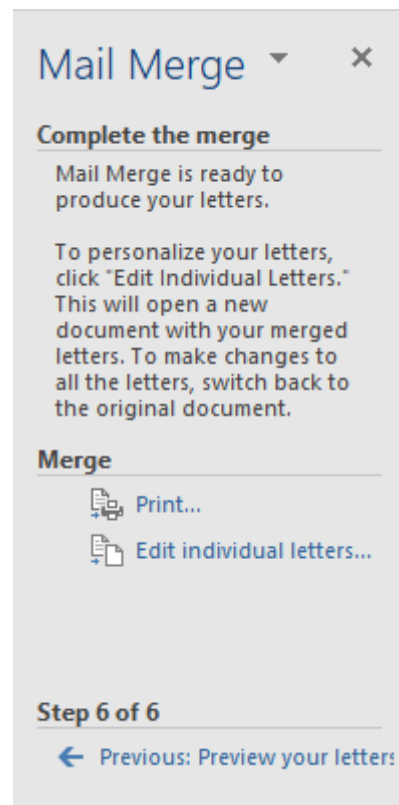 Mail Merge
Complete the merge
Mail Merge is ready to
produce your letters.
To personalize your letters,
click "Edit Individual Letters."
This will open a new
document with your merged
letters. To make changes to
all the letters, switch back to
the original document.
Merge
Print...
Edit individual letters...
Step 6 of 6
Previous: Preview your letters